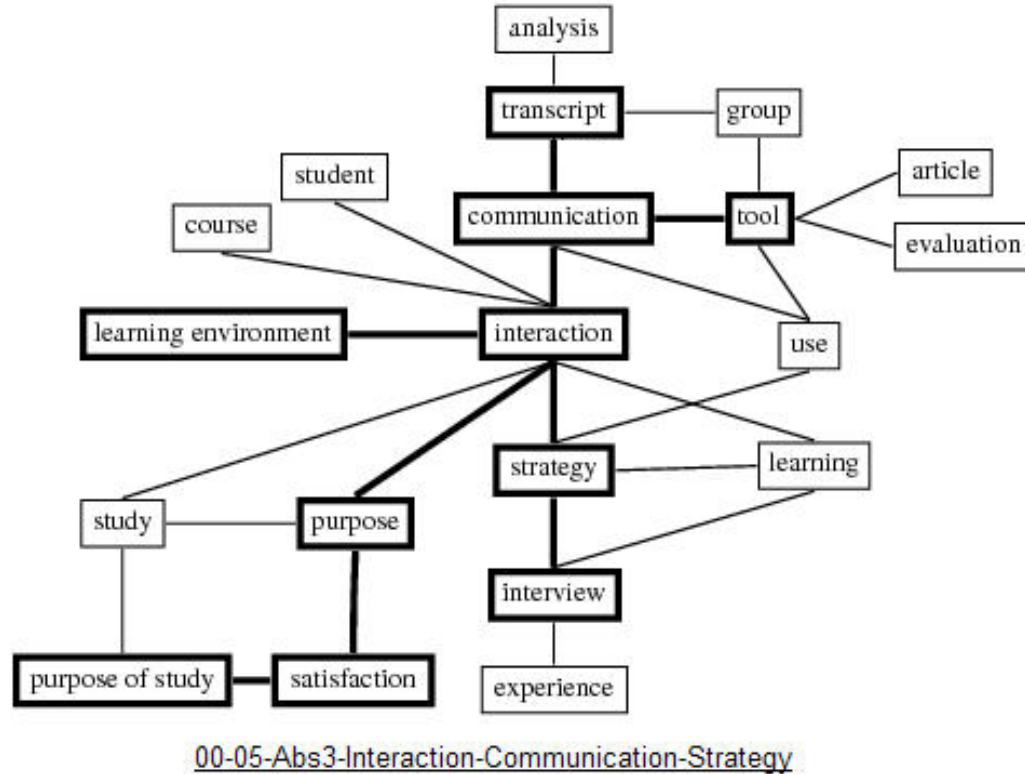 analysis
transcript
group
student
article
course
communication
tool
evaluation
learning environment
interaction
use
strategy
learning
study
purpose
interview
purpose of study
satisfaction
experience
00-05-Abs3-Interaction-Communication-Strategy